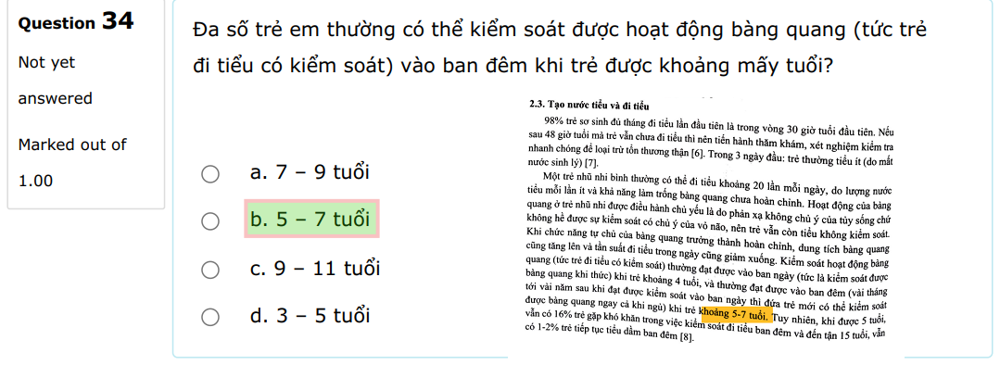 Question 34
Not yet
answered
Marked out of
1.00
Đa số trẻ em thường có thể kiểm soát được hoạt động bàng quang (tức trẻ
đi tiểu có kiểm soát) vào ban đêm khi trẻ được khoảng mấy tuổi?
a. 7 – 9 tuổi
b. 5 – 7 tuổi
c. 9 – 11 tuổi
d. 3 – 5 tuổi
2.3. Tạo nước tiểu và đi tiểu
98% trẻ sơ sinh đủ tháng đi tiểu lần đầu tiên là trong vòng 30 giờ tuổi đầu tiên. Nếu
sau 48 giờ tuổi mà trẻ vẫn chưa đi tiểu thì nên tiến hành thăm khám, xét nghiệm kiểm tra
nhanh chóng để loại trừ tổn thương thận [6]. Trong 3 ngày đầu: trẻ thường tiểu ít (do mất
nước sinh lý) [7].
Một trẻ nhũ nhi bình thường có thể đi tiểu khoảng 20 lần mỗi ngày, do lượng nước
tiểu mỗi lần ít và khả năng làm trống bàng quang chưa hoàn chỉnh. Hoạt động của bàng
quang ở trẻ nhũ nhi được điều hành chủ yếu là do phản xạ không chủ ý của tủy sống chứ
không hề được sự kiểm soát có chủ ý của vỏ não, nên trẻ vẫn còn tiểu không kiểm soát.
Khi chức năng tự chủ của bàng quang trưởng thành hoàn chỉnh, dung tích bàng quang
cũng tăng lên và tần suất đi tiểu trong ngày cũng giảm xuống. Kiểm soát hoạt động bàng
quang (tức trẻ đi tiểu có kiểm soát) thường đạt được vào ban ngày (tức là kiểm soát được
bàng quang khi thức) khi trẻ khoảng 4 tuổi, và thường đạt được vào ban đêm (vài tháng
tới vài năm sau khi đạt được kiểm soát vào ban ngày thì đứa trẻ mới có thể kiểm soát
được bàng quang ngay cả khi ngủ) khi trẻ khoảng 5-7 tuổi. Tuy nhiên, khi được 5 tuổi,
vẫn có 16% trẻ gặp khó khăn trong việc kiểm soát đi tiểu ban đêm và đến tận 15 tuổi, vẫn
có 1-2% trẻ tiếp tục tiểu dầm ban đêm [8].